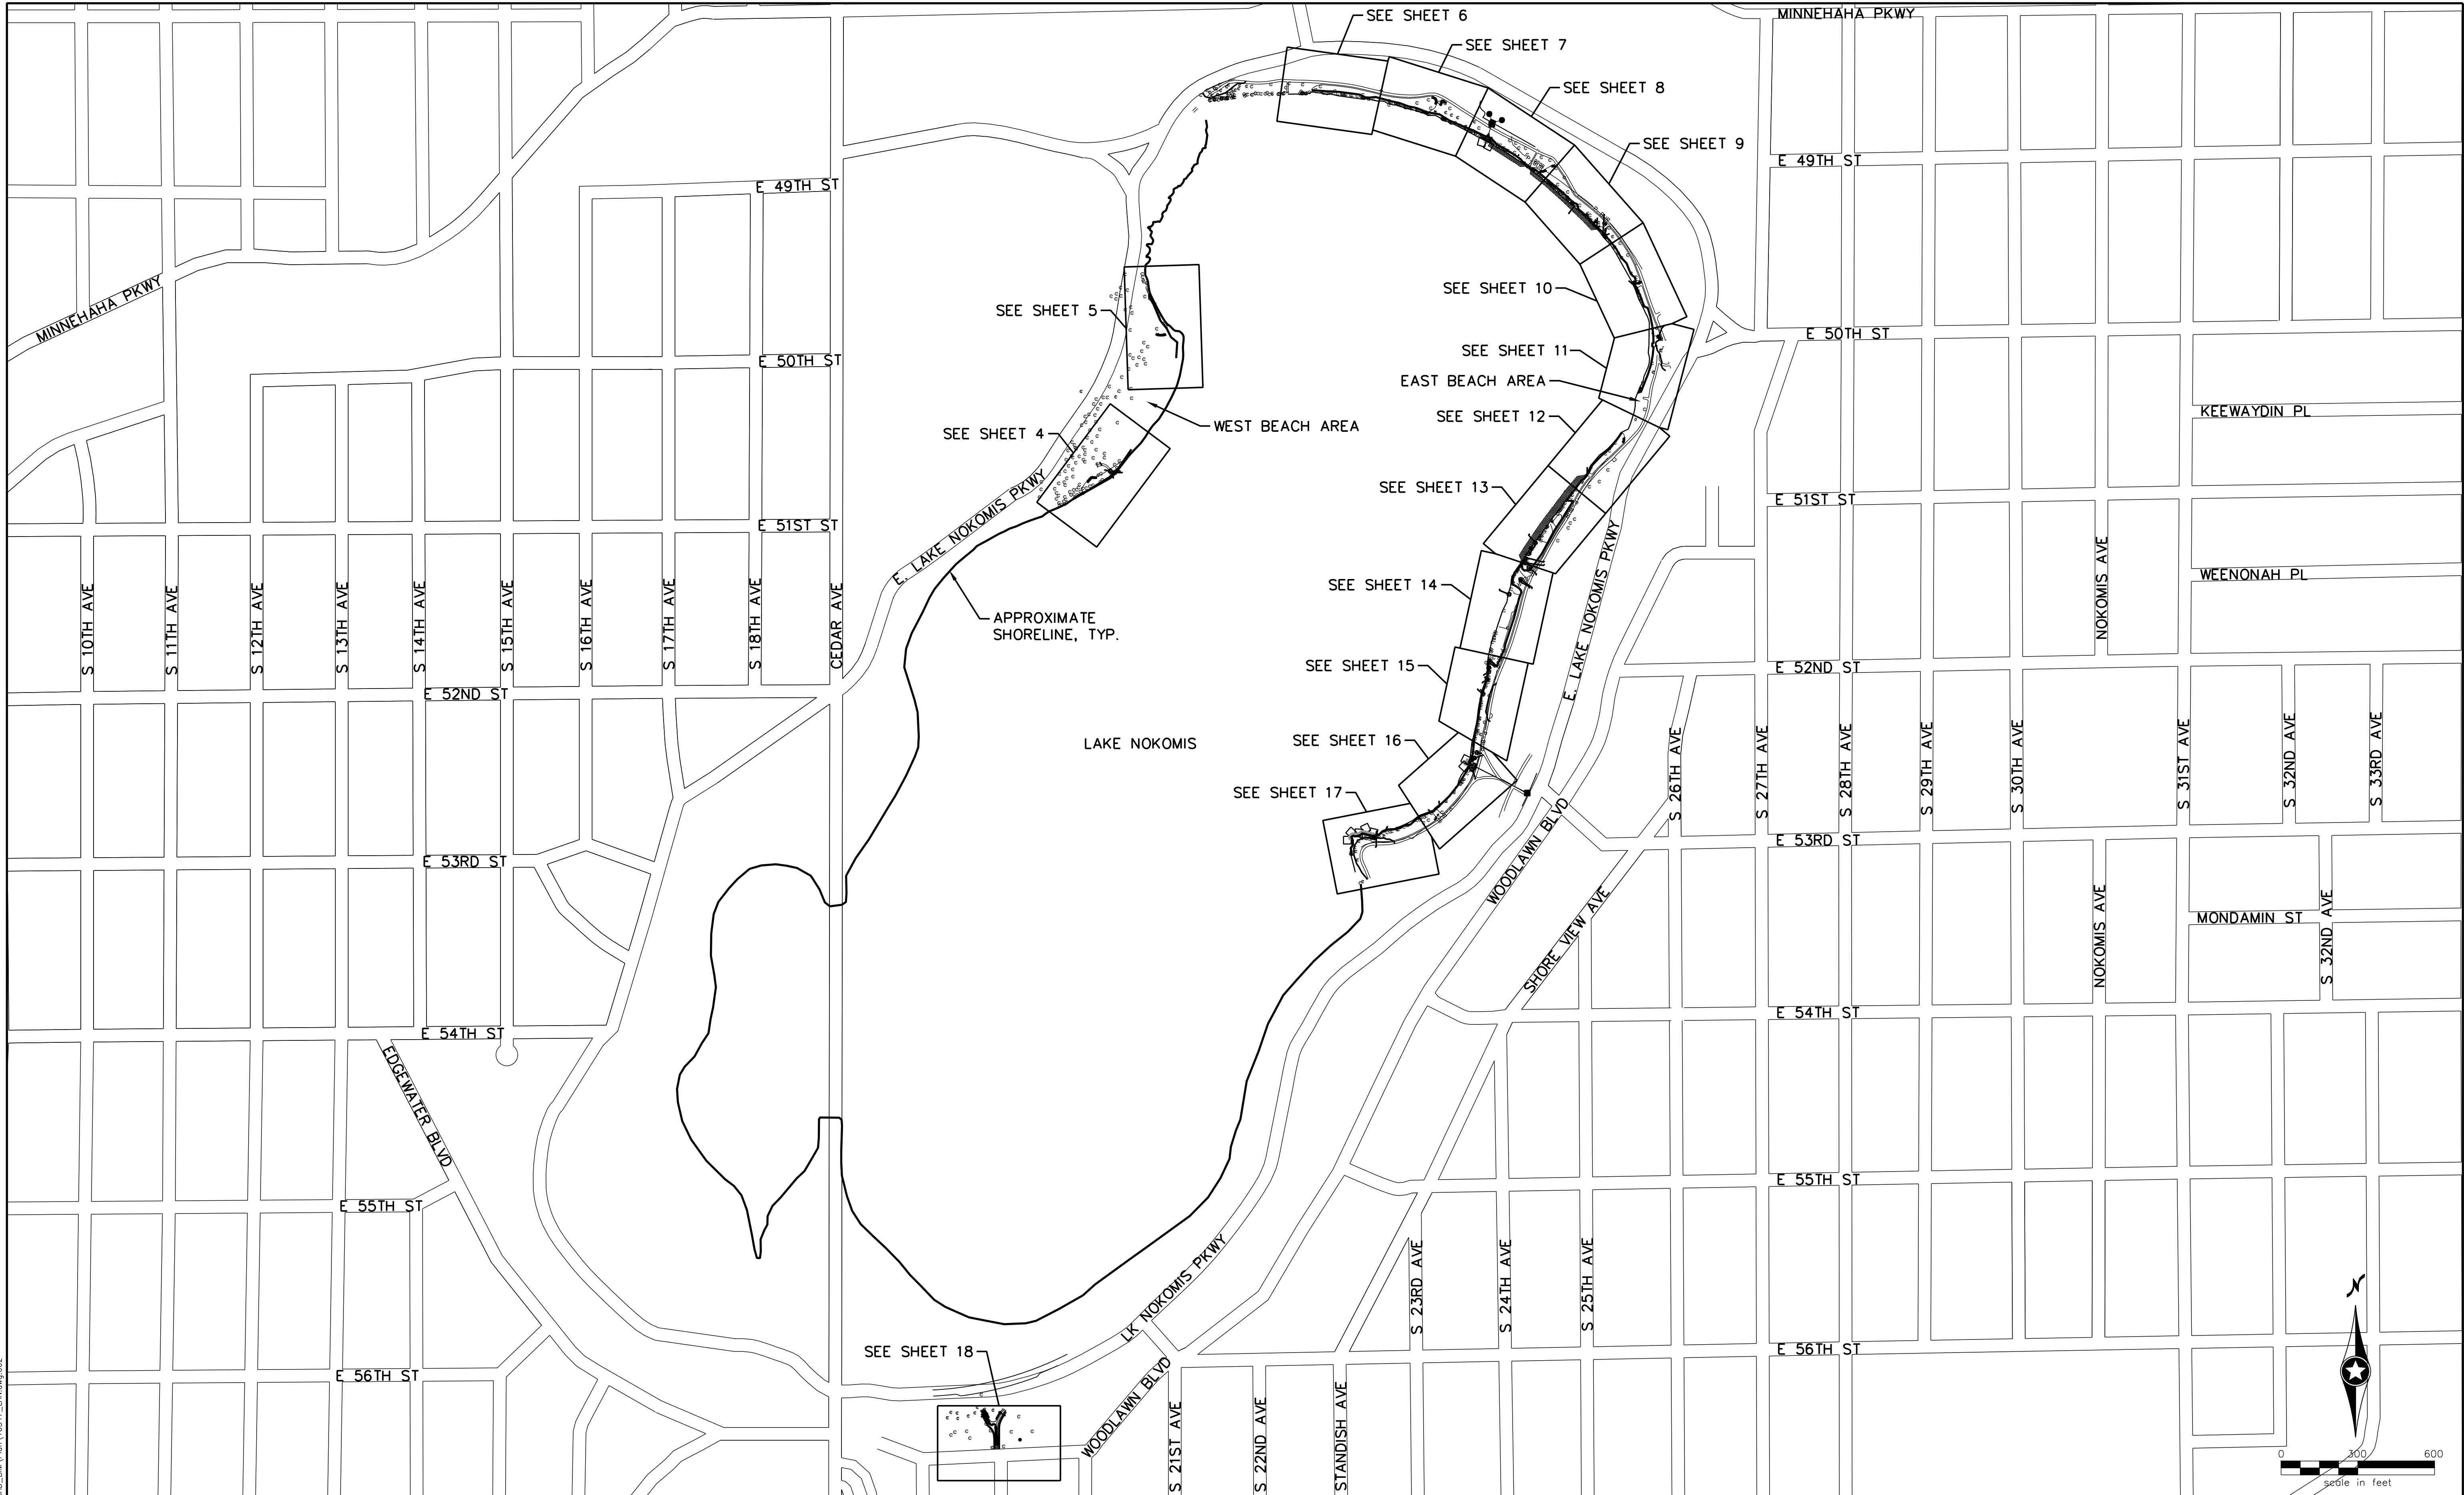 SEE SHEET 6
MINNEHAHA PKWY
SEE SHEET 7
SEE SHEET 8
SEE SHEET 9
E 49TH ST
E 49TH ST
MINNEHAHA PKWY
SEE SHEET 5
SEE SHEET 10
E 50TH ST
E 50TH ST
SEE SHEET 11
EAST BEACH AREA
KEEWAYDIN PL
SEE SHEET 12
WEST BEACH AREA
SEE SHEET 4
SEE SHEET 13
E. LAKE NOKOMIS PKWY
E 51ST ST
E 51ST ST
WEENONAH PL
SEE SHEET 14
E. LAKE NOKOMIS PKWY
NOKOMIS AVE
S 10TH AVE
S 11TH AVE
S 12TH AVE
S 13TH AVE
S 14TH AVE
S 15TH AVE
S 16TH AVE
S 17TH AVE
S 18TH AVE
CEDAR AVE
APPROXIMATE
SHORELINE, TYP.
SEE SHEET 15
E 52ND ST
E 52ND ST
LAKE NOKOMIS
SEE SHEET 16
S 26TH AVE
S 27TH AVE
S 28TH AVE
S 29TH AVE
S 30TH AVE
S 31ST AVE
S 32ND AVE
S 33RD AVE
SEE SHEET 17
WOODLAWN BLVD
E 53RD ST
E 53RD ST
SHORE VIEW AVE
NOKOMIS AVE
MONDAMIN ST
S 32ND AVE
E 54TH ST
E 54TH ST
EDGEWATER BLVD
E 55TH ST
E 55TH ST
LK NOKOMIS PKWY
S 23RD AVE
S 24TH AVE
S 25TH AVE
N
SEE SHEET 18
E 56TH ST
E 56TH ST
WOODLAWN BLVD
S 21ST AVE
S 22ND AVE
STANDISH AVE
0 300 600
scale in feet